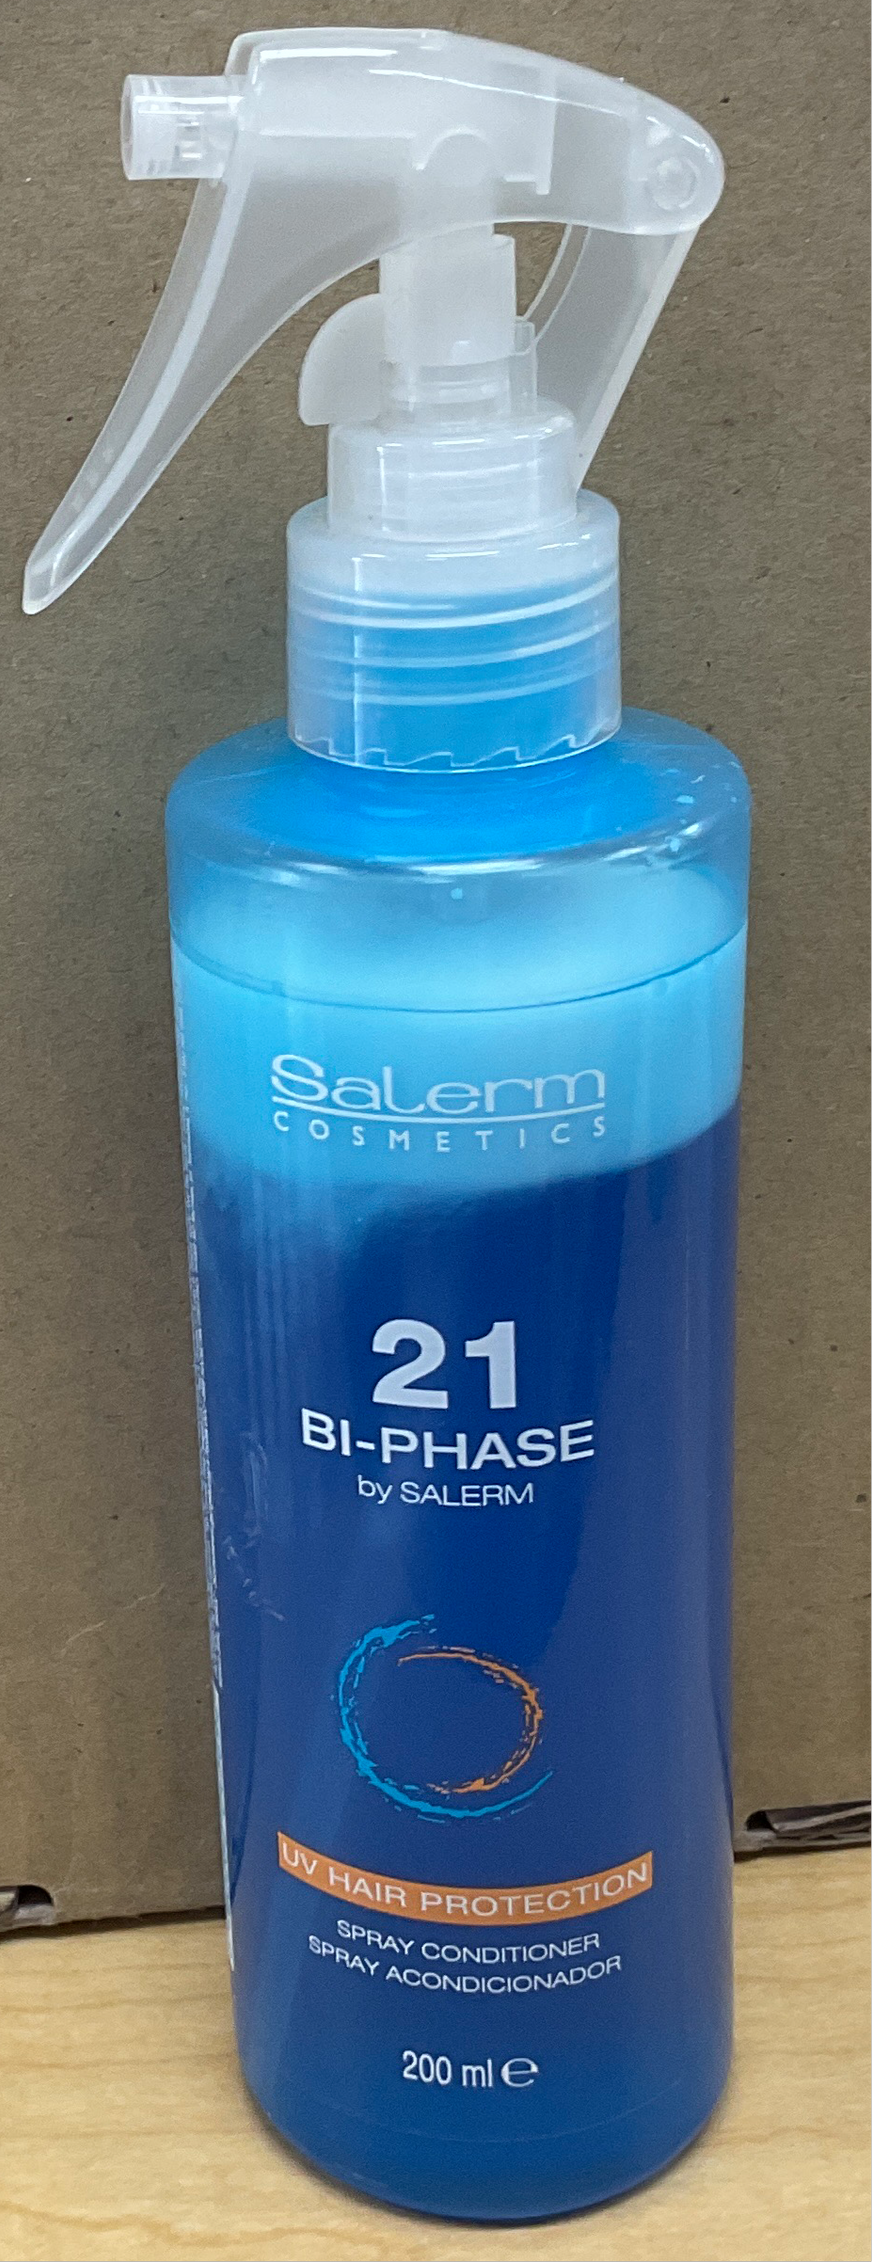 Salerm
COSMETICS
21
BI-PHASE
by SALERM
UV HAIR PROTECTION
SPRAY CONDITIONER
SPRAY ACONDICIONADOR
200 ml ℮